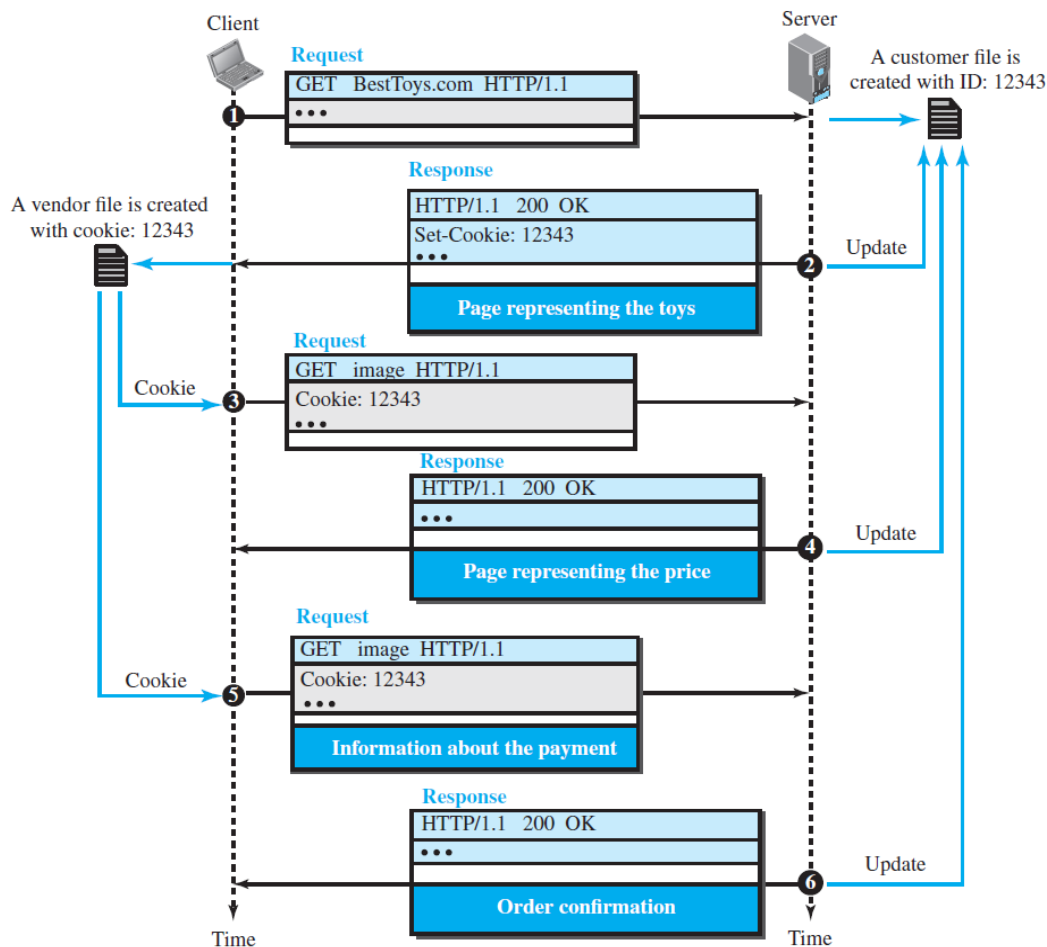 Client
Server
Request
A customer file is
created with ID: 12343
GET BestToys.com HTTP/1.1
•••
1
Response
A vendor file is created
with cookie: 12343
HTTP/1.1 200 OK
Set-Cookie: 12343
•••
2
Update
Page representing the toys
Request
GET image HTTP/1.1
Cookie
3
Cookie: 12343
•••
Response
HTTP/1.1 200 OK
•••
4
Update
Page representing the price
Request
GET image HTTP/1.1
Cookie
5
Cookie: 12343
•••
Information about the payment
Response
HTTP/1.1 200 OK
•••
6
Update
Order confirmation
Time
Time